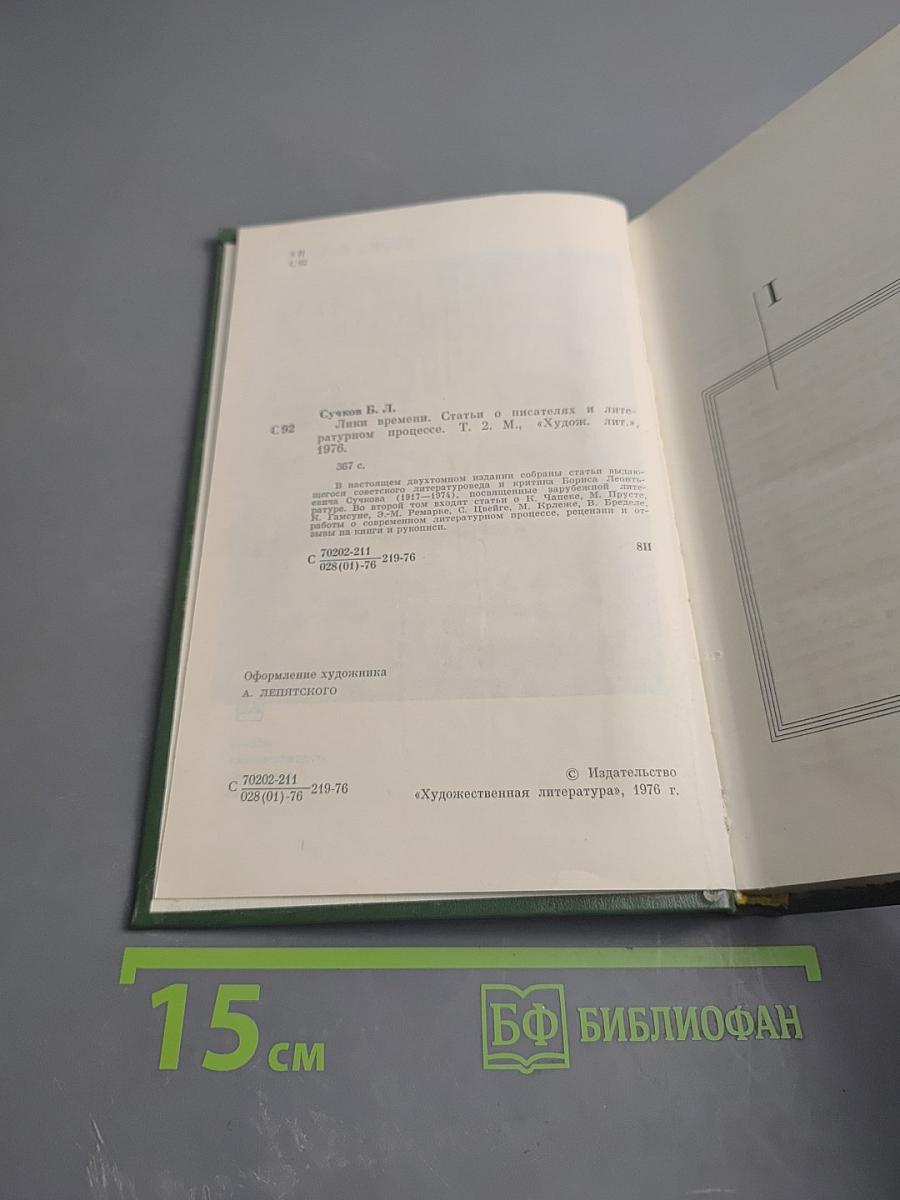 8И
С92
Сучков Б. Л.
С 92 Лики времени. Статьи о писателях и лите-
ратурном процессе. Т. 2. М., «Худож. лит.»,
1976.
367 с.
В настоящем двухтомном издании собраны статьи выдаю-
щегося советского литературоведа и критика Бориса Леонть-
евича Сучкова (1917—1974), посвященные зарубежной лите-
ратуре. Во второй том входят статьи о К. Чапеке, М. Прусте,
К. Гамсуне, Э.-М. Ремарке, С. Цвейге, М. Крлеже, В. Бределе,
работы о современном литературном процессе, рецензии и от-
зывы на книги и рукописи.
С 70202-211
028(01)-76 219-76
8И
Оформление художника
А. ЛЕПЯТСКОГО
С 70202-211
028(01)-76 219-76
© Издательство
«Художественная литература», 1976 г.
I
15 см
БФ БИБЛИОФАН